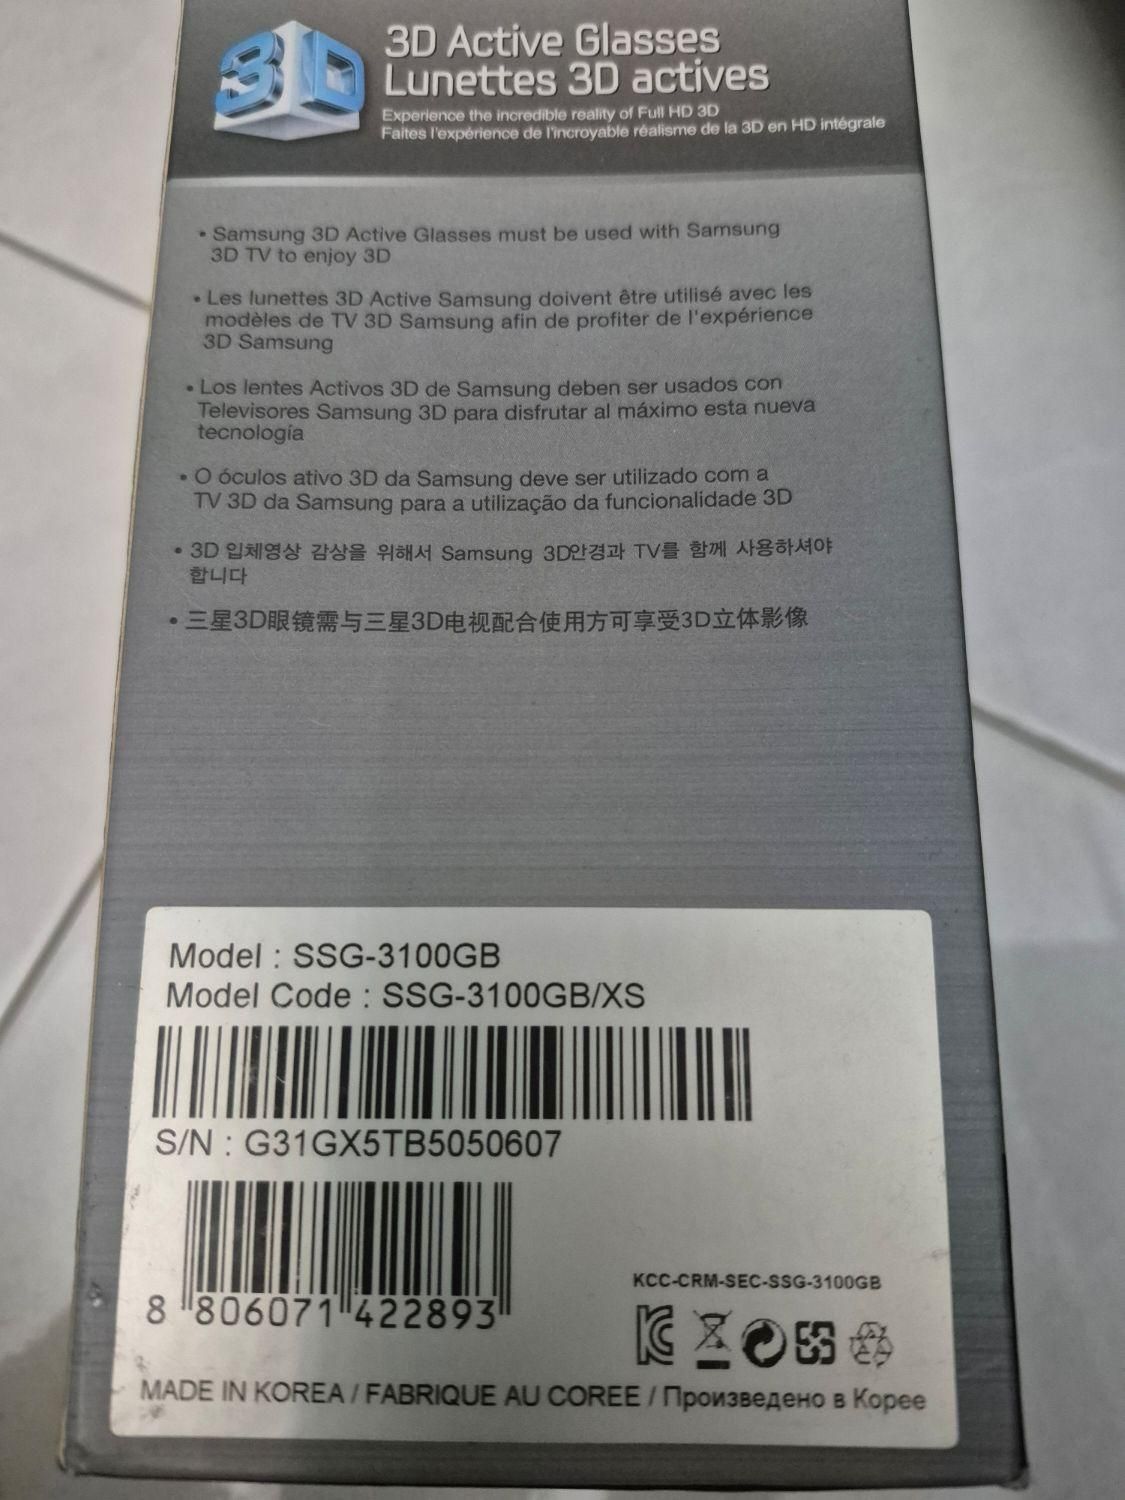 3D
3D Active Glasses
Lunettes 3D actives
Experience the incredible reality of Full HD 3D
Faites l'expérience de l'incroyable réalisme de la 3D en HD intégrale
• Samsung 3D Active Glasses must be used with Samsung
3D TV to enjoy 3D
• Les lunettes 3D Active Samsung doivent être utilisé avec les
modèles de TV 3D Samsung afin de profiter de l'expérience
3D Samsung
• Los lentes Activos 3D de Samsung deben ser usados con
Televisores Samsung 3D para disfrutar al máximo esta nueva
tecnología
• O óculos ativo 3D da Samsung deve ser utilizado com a
TV 3D da Samsung para a utilização da funcionalidade 3D
• 3D 입체영상 감상을 위해서 Samsung 3D안경과 TV를 함께 사용하셔야
합니다
• 三星3D眼镜需与三星3D电视配合使用方可享受3D立体影像
Model : SSG-3100GB
Model Code : SSG-3100GB/XS
S/N : G31GX5TB5050607
8 806071 422893
KCC-CRM-SEC-SSG-3100GB
MADE IN KOREA / FABRIQUE AU COREE / Произведено в Корее